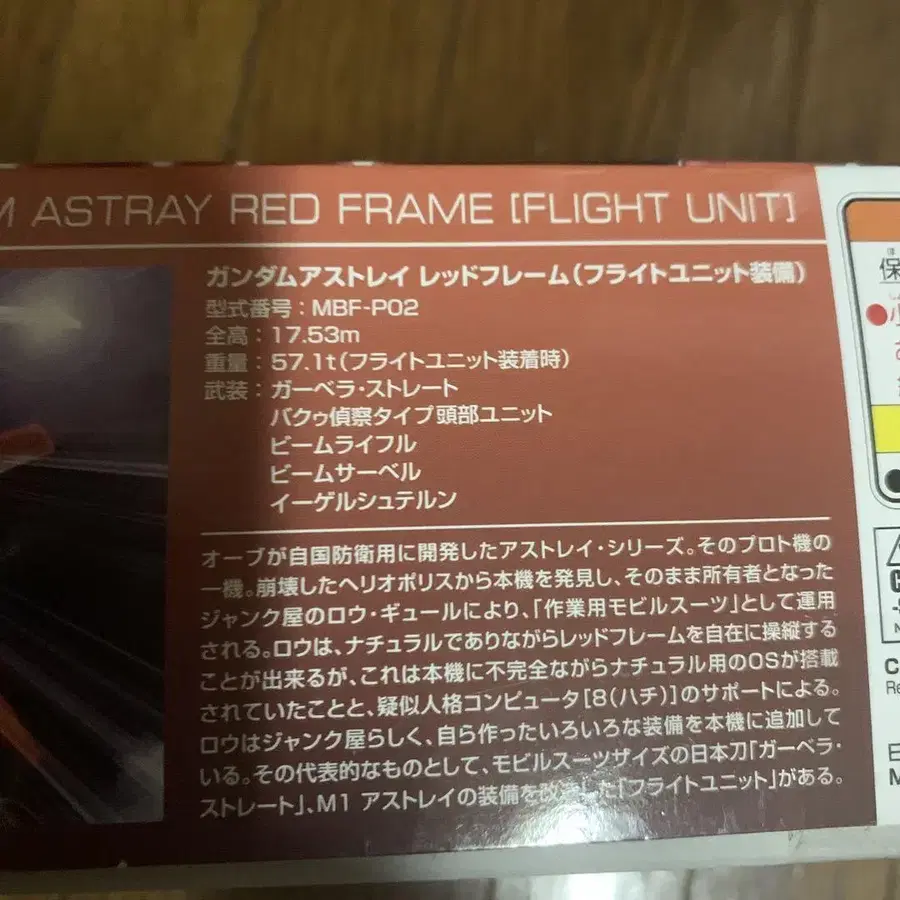 M ASTRAY RED FRAME [FLIGHT UNIT]
ガンダムアストレイ レッドフレーム(フライトユニット装備)
型式番号:MBF-P02
全高:17.53m
重量:57.1t(フライトユニット装着時)
武装:ガーベラ・ストレート
バクゥ偵察タイプ頭部ユニット
ビームライフル
ビームサーベル
イーゲルシュテルン
オーブが自国防衛用に開発したアストレイ・シリーズ。そのプロト機の
一機。崩壊したヘリオポリスから本機を発見し、そのまま所有者となった
ジャンク屋のロウ・ギュールにより、「作業用モビルスーツ」として運用
される。ロウは、ナチュラルでありながらレッドフレームを自在に操縦する
ことが出来るが、これは本機に不完全ながらナチュラル用のOSが搭載
されていたことと、疑似人格コンピュータ[8(ハチ)]のサポートによる。
ロウはジャンク屋らしく、自ら作ったいろいろな装備を本機に追加して
いる。その代表的なものとして、モビルスーツサイズの日本刀「ガーベラ・
ストレート」、M1 アストレイの装備を改造した「フライトユニット」がある。
保
小
C
Re
E
M